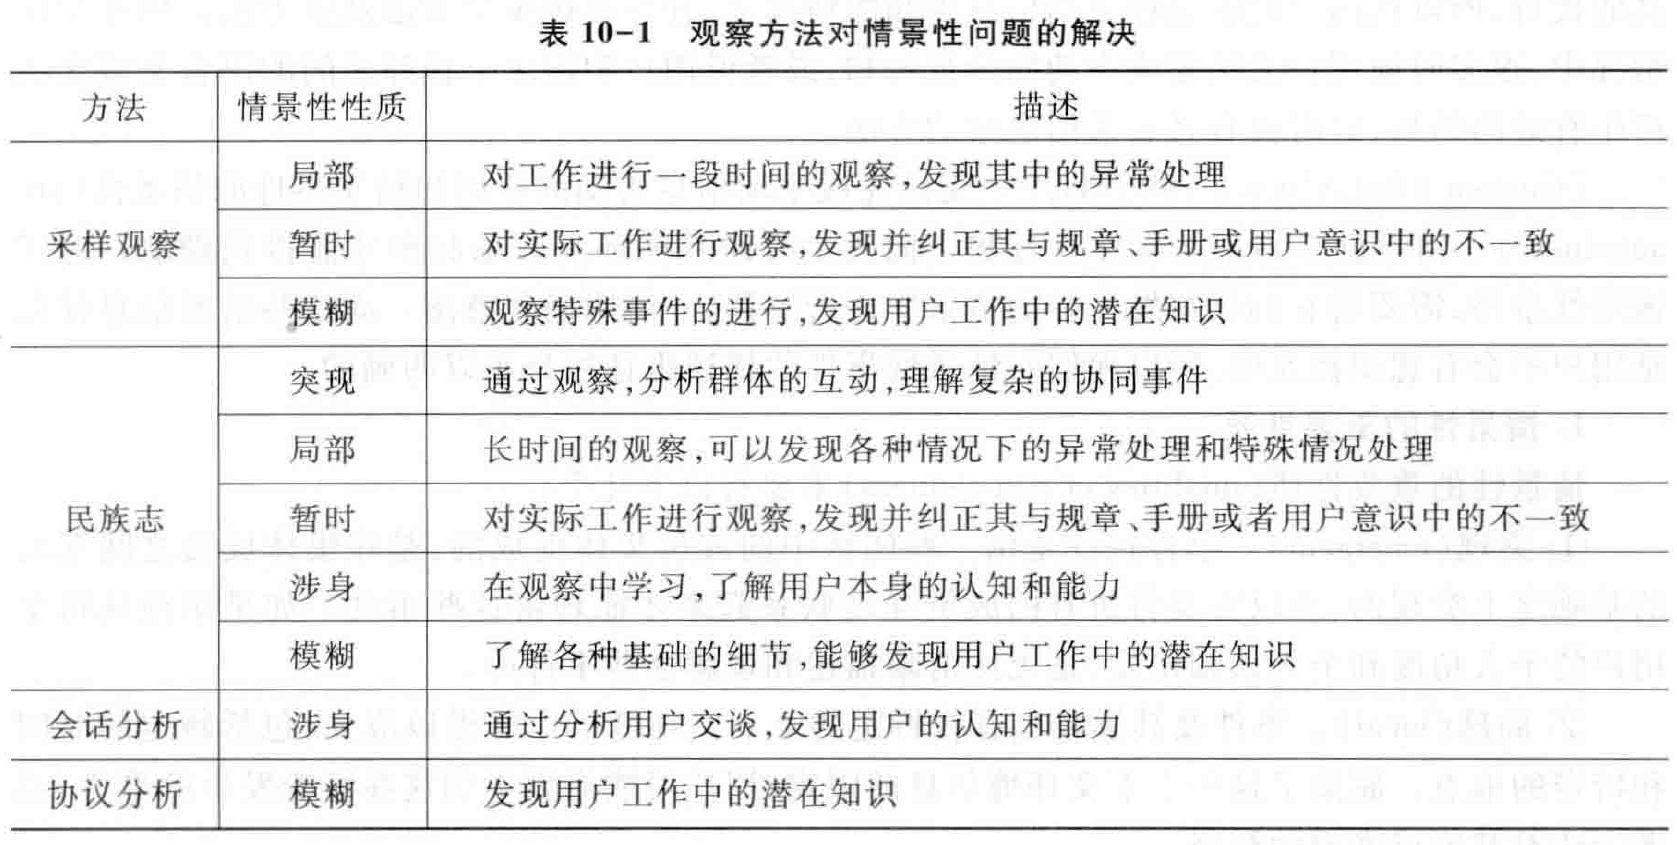 表 10-1 观察方法对情景性问题的解决
方法 情景性性质 描述
局部 对工作进行一段时间的观察,发现其中的异常处理
采样观察 暂时 对实际工作进行观察,发现并纠正其与规章、手册或用户意识中的不一致
模糊 观察特殊事件的进行,发现用户工作中的潜在知识
突现 通过观察,分析群体的互动,理解复杂的协同事件
局部 长时间的观察,可以发现各种情况下的异常处理和特殊情况处理
民族志 暂时 对实际工作进行观察,发现并纠正其与规章、手册或者用户意识中的不一致
涉身 在观察中学习,了解用户本身的认知和能力
模糊 了解各种基础的细节,能够发现用户工作中的潜在知识
会话分析 涉身 通过分析用户交谈,发现用户的认知和能力
协议分析 模糊 发现用户工作中的潜在知识